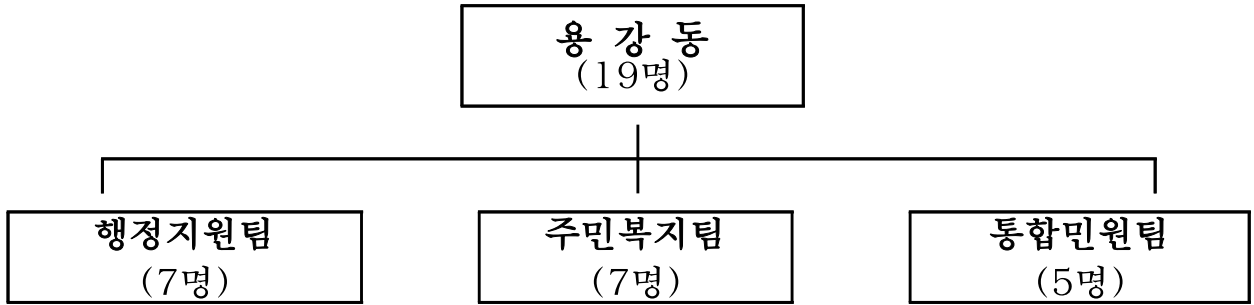 용 강 동
(19명)
행정지원팀
(7명)
주민복지팀
(7명)
통합민원팀
(5명)